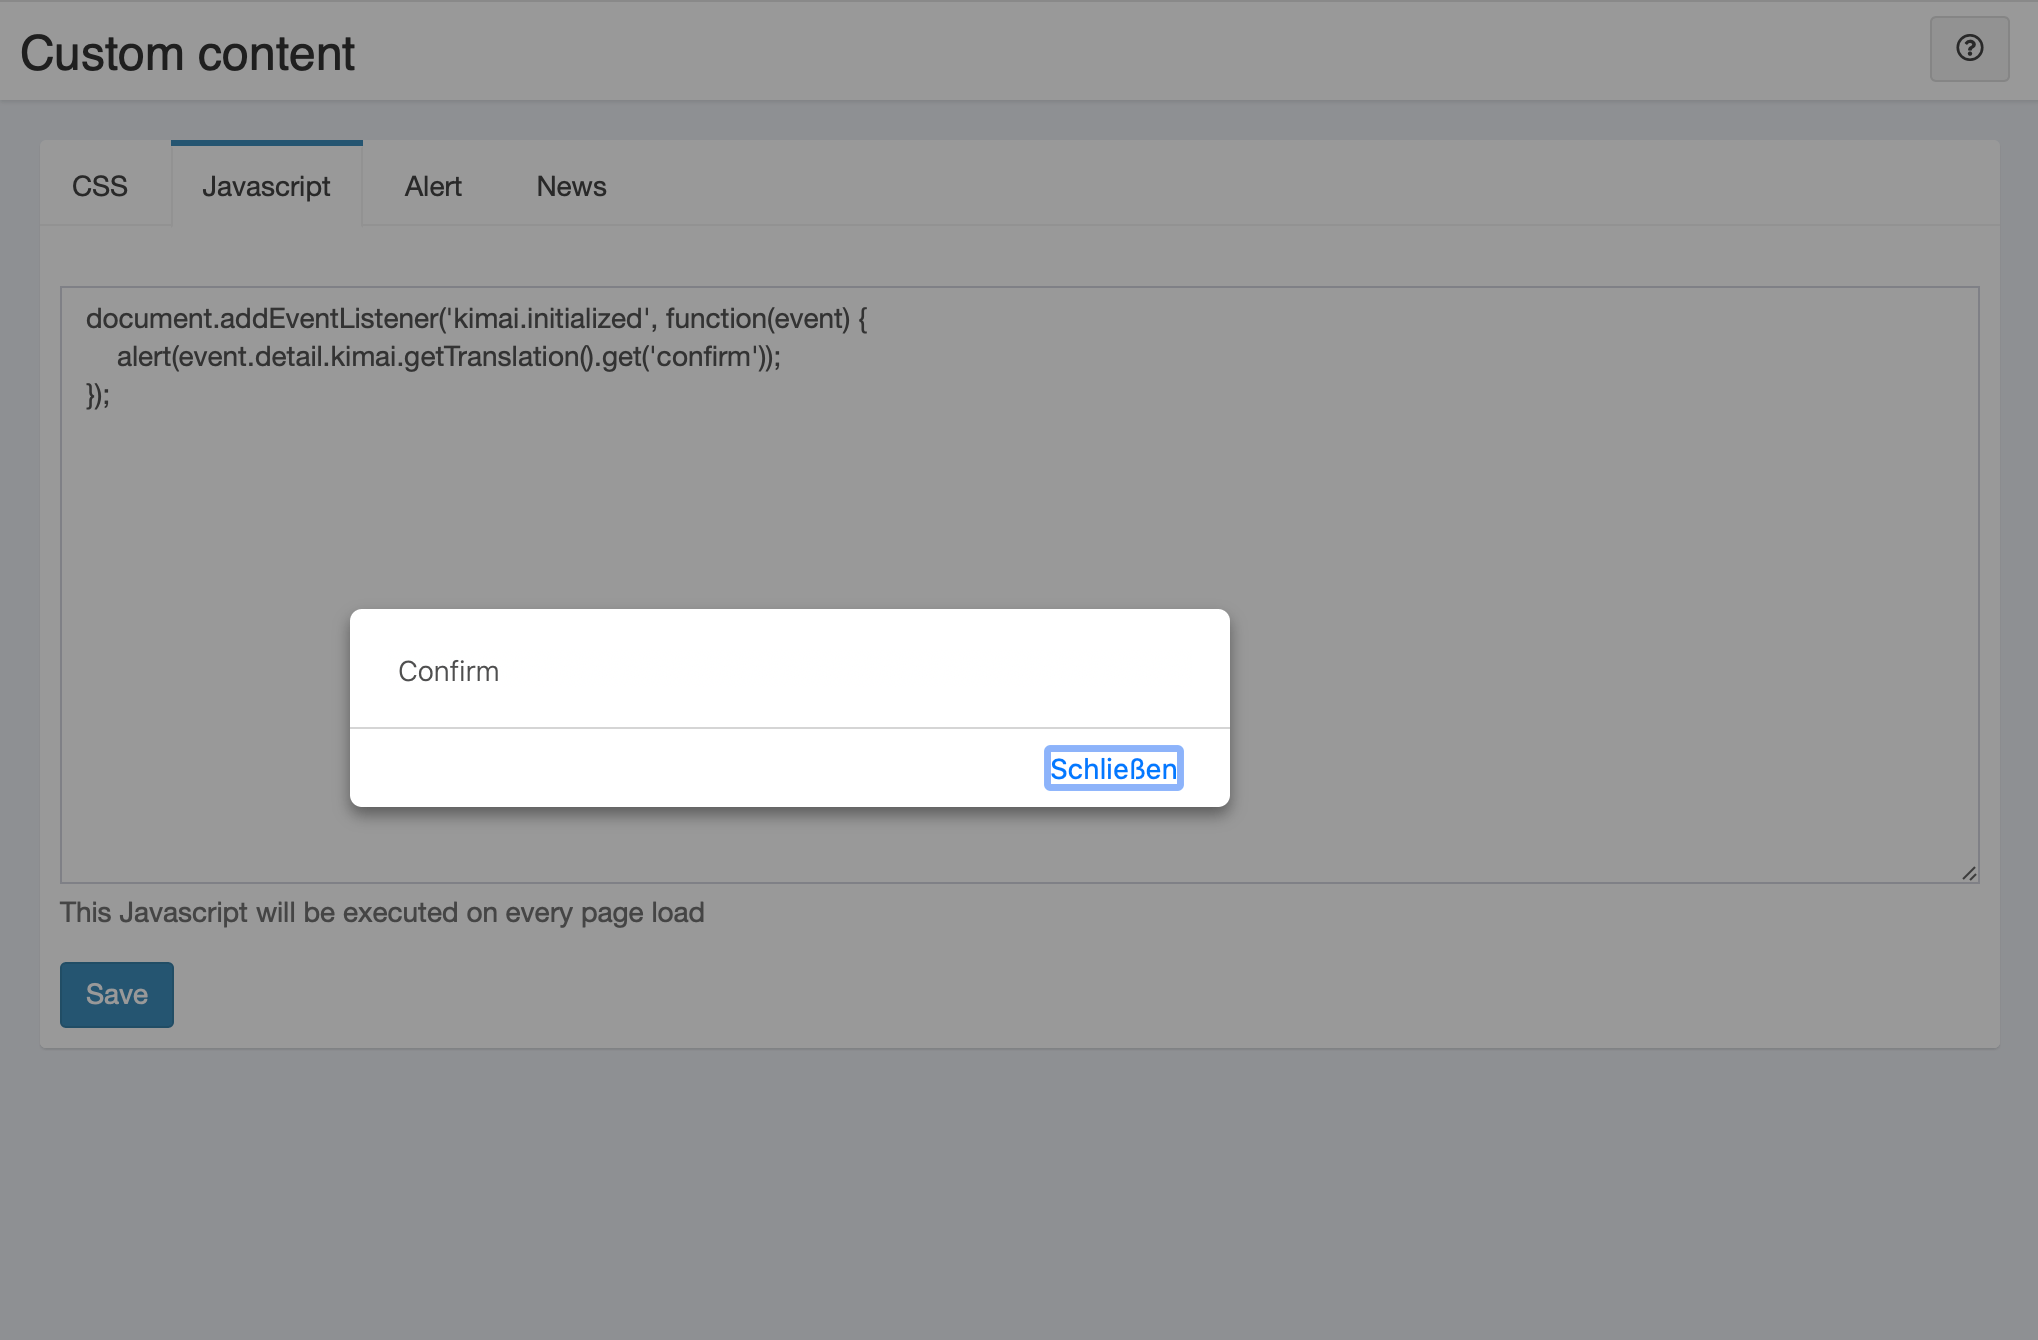 Custom content
CSS
Javascript
Alert
News
document.addEventListener('kimai.initialized', function(event) {
    alert(event.detail.kimai.getTranslation().get('confirm'));
});
Confirm
Schließen
This Javascript will be executed on every page load
Save